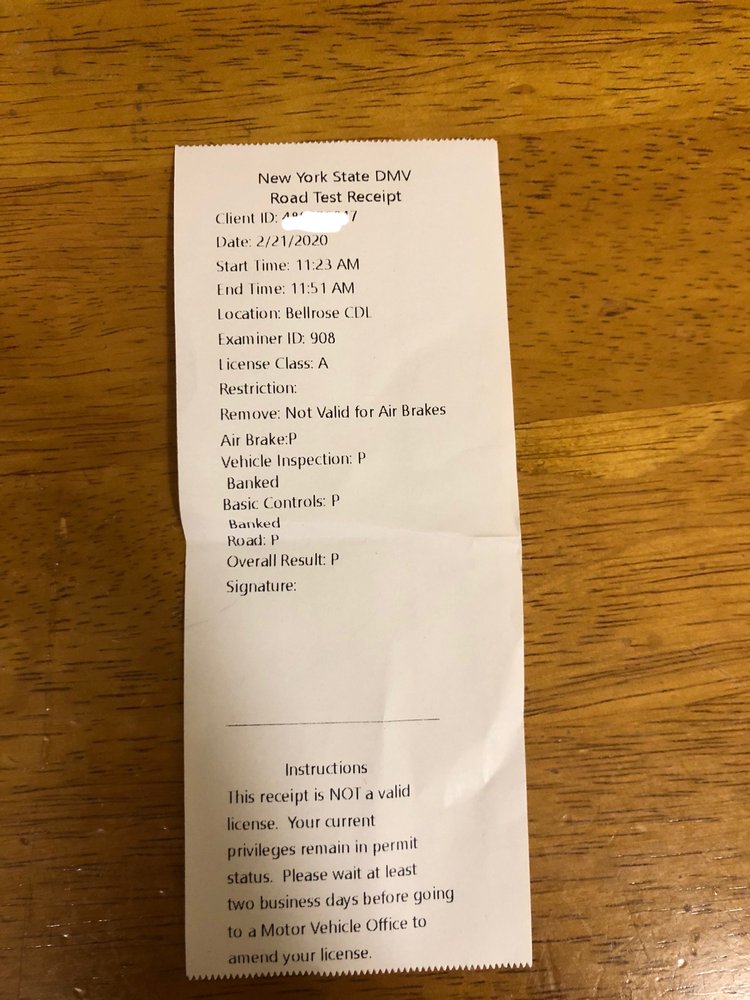 New York State DMV
Road Test Receipt
Client ID:
Date: 2/21/2020
Start Time: 11:23 AM
End Time: 11:51 AM
Location: Bellrose CDL
Examiner ID: 908
License Class: A
Restriction:
Remove: Not Valid for Air Brakes
Air Brake:P
Vehicle Inspection: P
Banked
Basic Controls: P
Banked
Road: P
Overall Result: P
Signature:
Instructions
This receipt is NOT a valid
license. Your current
privileges remain in permit
status. Please wait at least
two business days before going
to a Motor Vehicle Office to
amend your license.